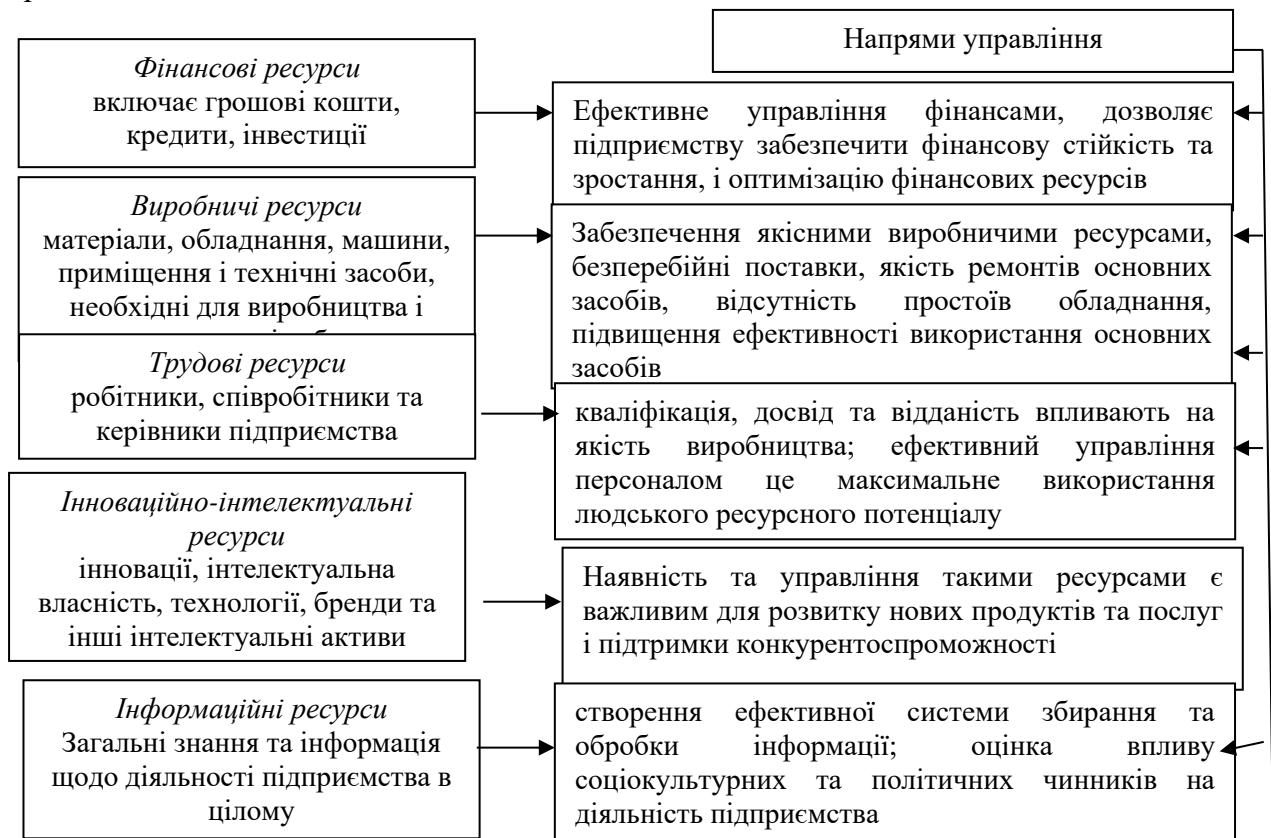 Напрями управління
Фінансові ресурси
включає грошові кошти,
кредити, інвестиції
Ефективне управління фінансами, дозволяє
підприємству забезпечити фінансову стійкість та
зростання, і оптимізацію фінансових ресурсів
Виробничі ресурси
матеріали, обладнання, машини,
приміщення і технічні засоби,
необхідні для виробництва і
Забезпечення якісними виробничими ресурсами,
безперебійні поставки, якість ремонтів основних
засобів, відсутність простоїв обладнання,
підвищення ефективності використання основних
засобів
Трудові ресурси
робітники, співробітники та
керівники підприємства
кваліфікація, досвід та відданість впливають на
якість виробництва; ефективний управління
персоналом це максимальне використання
людського ресурсного потенціалу
Інноваційно-інтелектуальні
ресурси
інновації, інтелектуальна
власність, технології, бренди та
інші інтелектуальні активи
Наявність та управління такими ресурсами є
важливим для розвитку нових продуктів та послуг
і підтримки конкурентоспроможності
Інформаційні ресурси
Загальні знання та інформація
щодо діяльності підприємства в
цілому
створення ефективної системи збирання та
обробки інформації; оцінка впливу
соціокультурних та політичних чинників на
діяльність підприємства